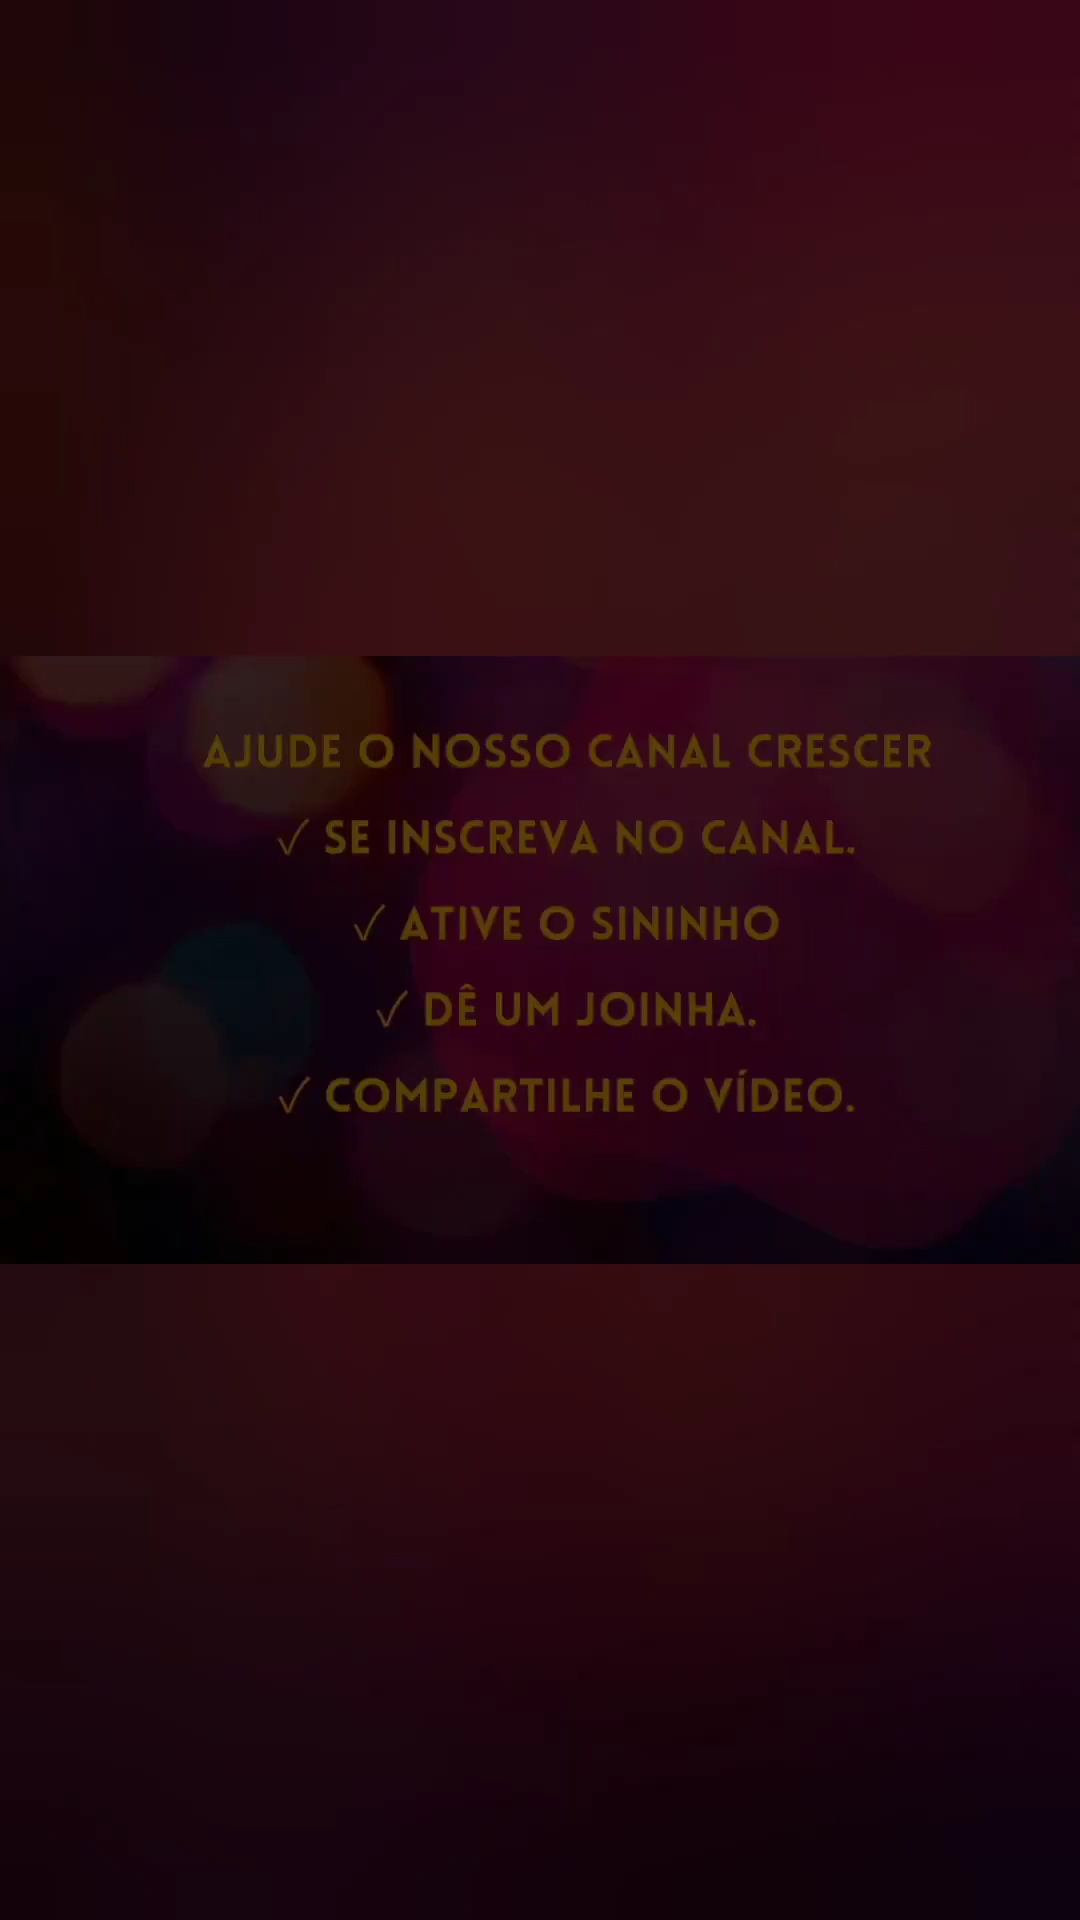 AJUDE O NOSSO CANAL CRESCER
✓ SE INSCREVA NO CANAL.
✓ ATIVE O SININHO
✓ DÊ UM JOINHA.
✓ COMPARTILHE O VÍDEO.